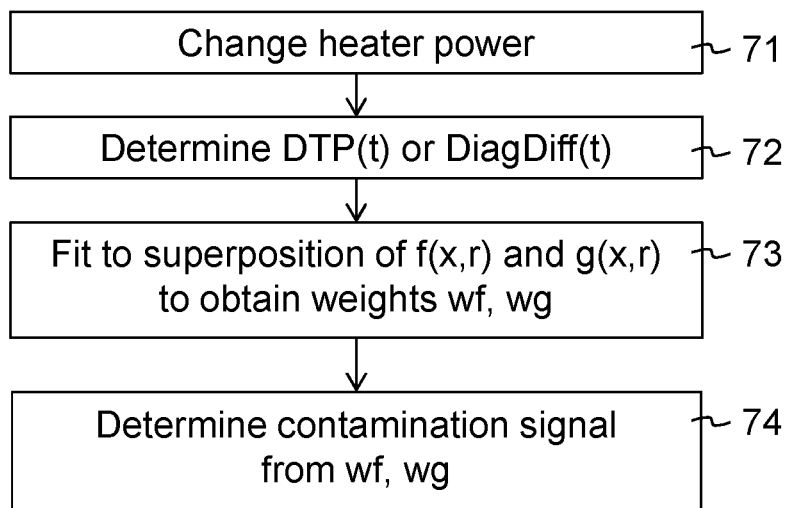 Change heater power
71
Determine DTP(t) or DiagDiff(t)
72
Fit to superposition of f(x,r) and g(x,r)
to obtain weights wf, wg
73
Determine contamination signal
from wf, wg
74